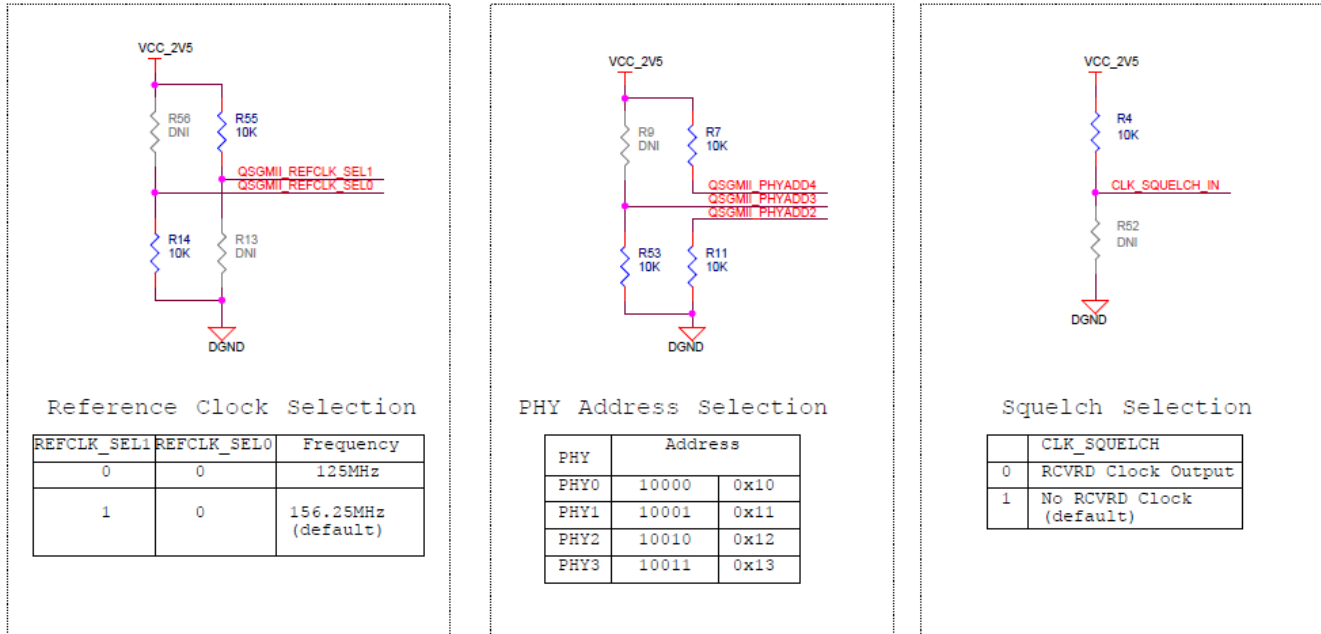 VCC_2V5
R56
DNI
R55
10K
QSGMII_REFCLK_SEL1
QSGMII_REFCLK_SEL0
R14
10K
R13
DNI
DGND
Reference Clock Selection
REFCLK_SEL1 REFCLK_SEL0 Frequency
0 0 125MHz
1 0 156.25MHz
(default)
VCC_2V5
R9
DNI
R7
10K
QSGMII_PHYADD4
QSGMII_PHYADD3
QSGMII_PHYADD2
R53
10K
R11
10K
DGND
PHY Address Selection
PHY Address
PHY0 10000 0x10
PHY1 10001 0x11
PHY2 10010 0x12
PHY3 10011 0x13
VCC_2V5
R4
10K
CLK_SQUELCH_IN
R52
DNI
DGND
Squelch Selection
CLK_SQUELCH
0 RCVRD Clock Output
1 No RCVRD Clock
(default)